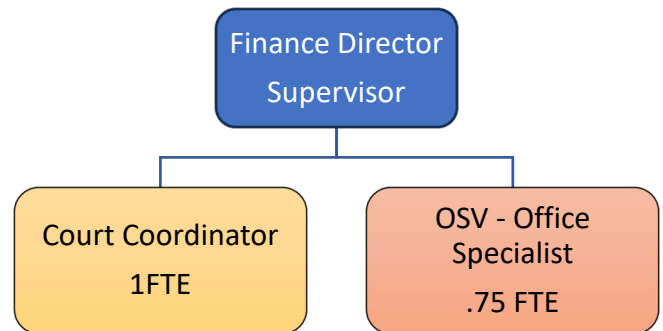 Finance Director
Supervisor
Court Coordinator
1FTE
OSV - Office
Specialist
.75 FTE